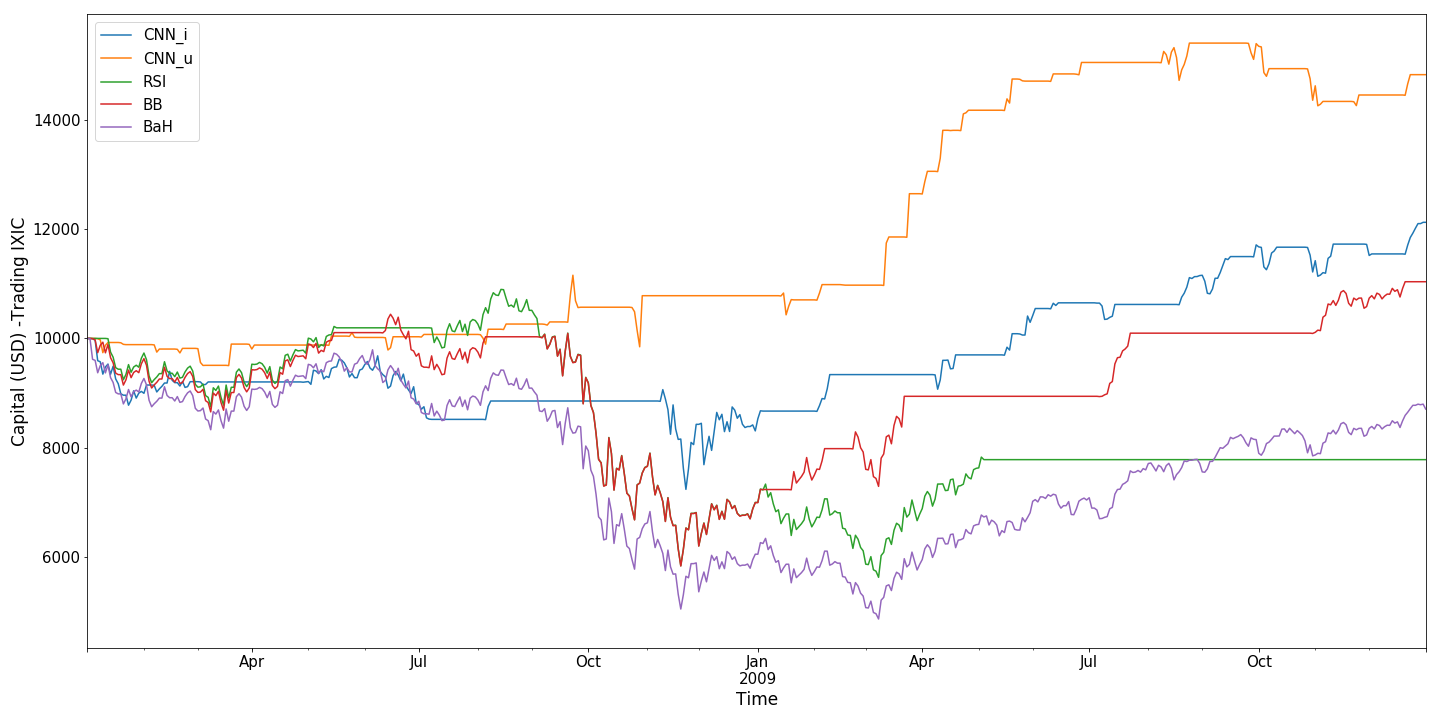 CNN_i
CNN_u
RSI
BB
BaH
14000
12000
10000
8000
6000
Capital (USD) -Trading IXIC
Apr
Jul
Oct
Jan
2009
Apr
Jul
Oct
Time